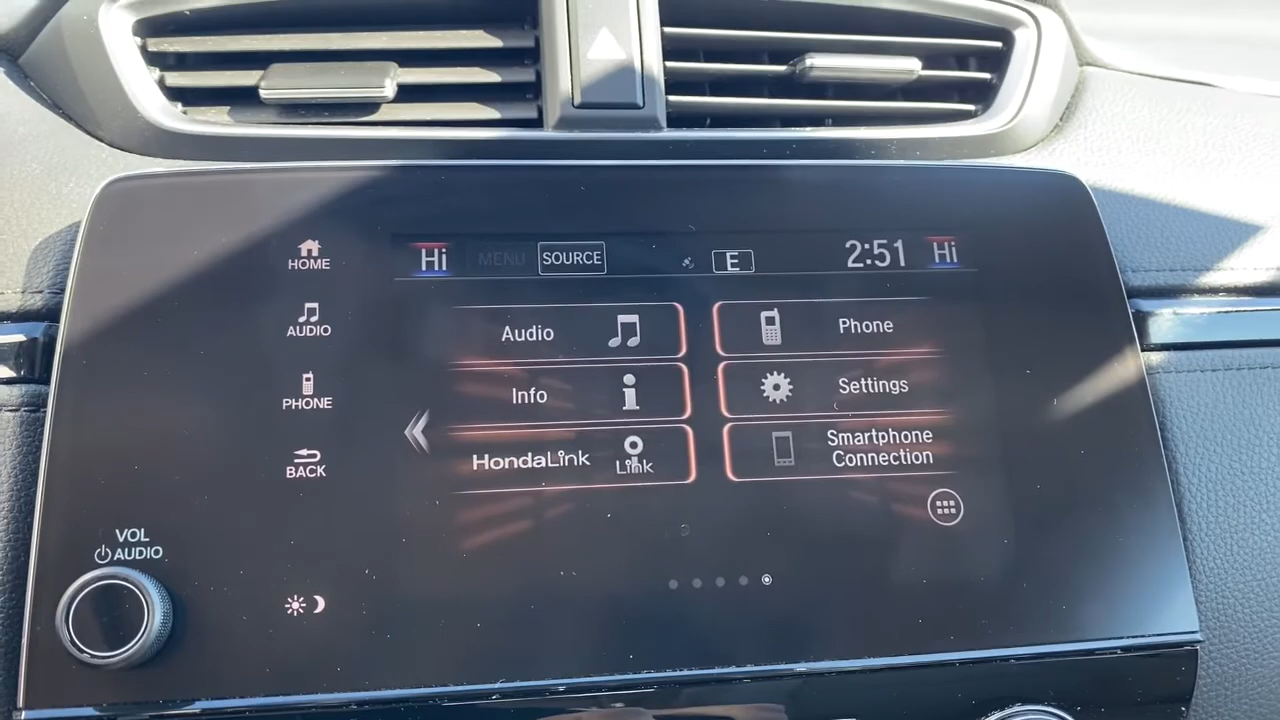 HOME
AUDIO
PHONE
BACK
VOL
AUDIO
Hi MENU SOURCE E 2:51 Hi
Audio
Phone
Info
Settings
HondaLink
Link
Smartphone
Connection